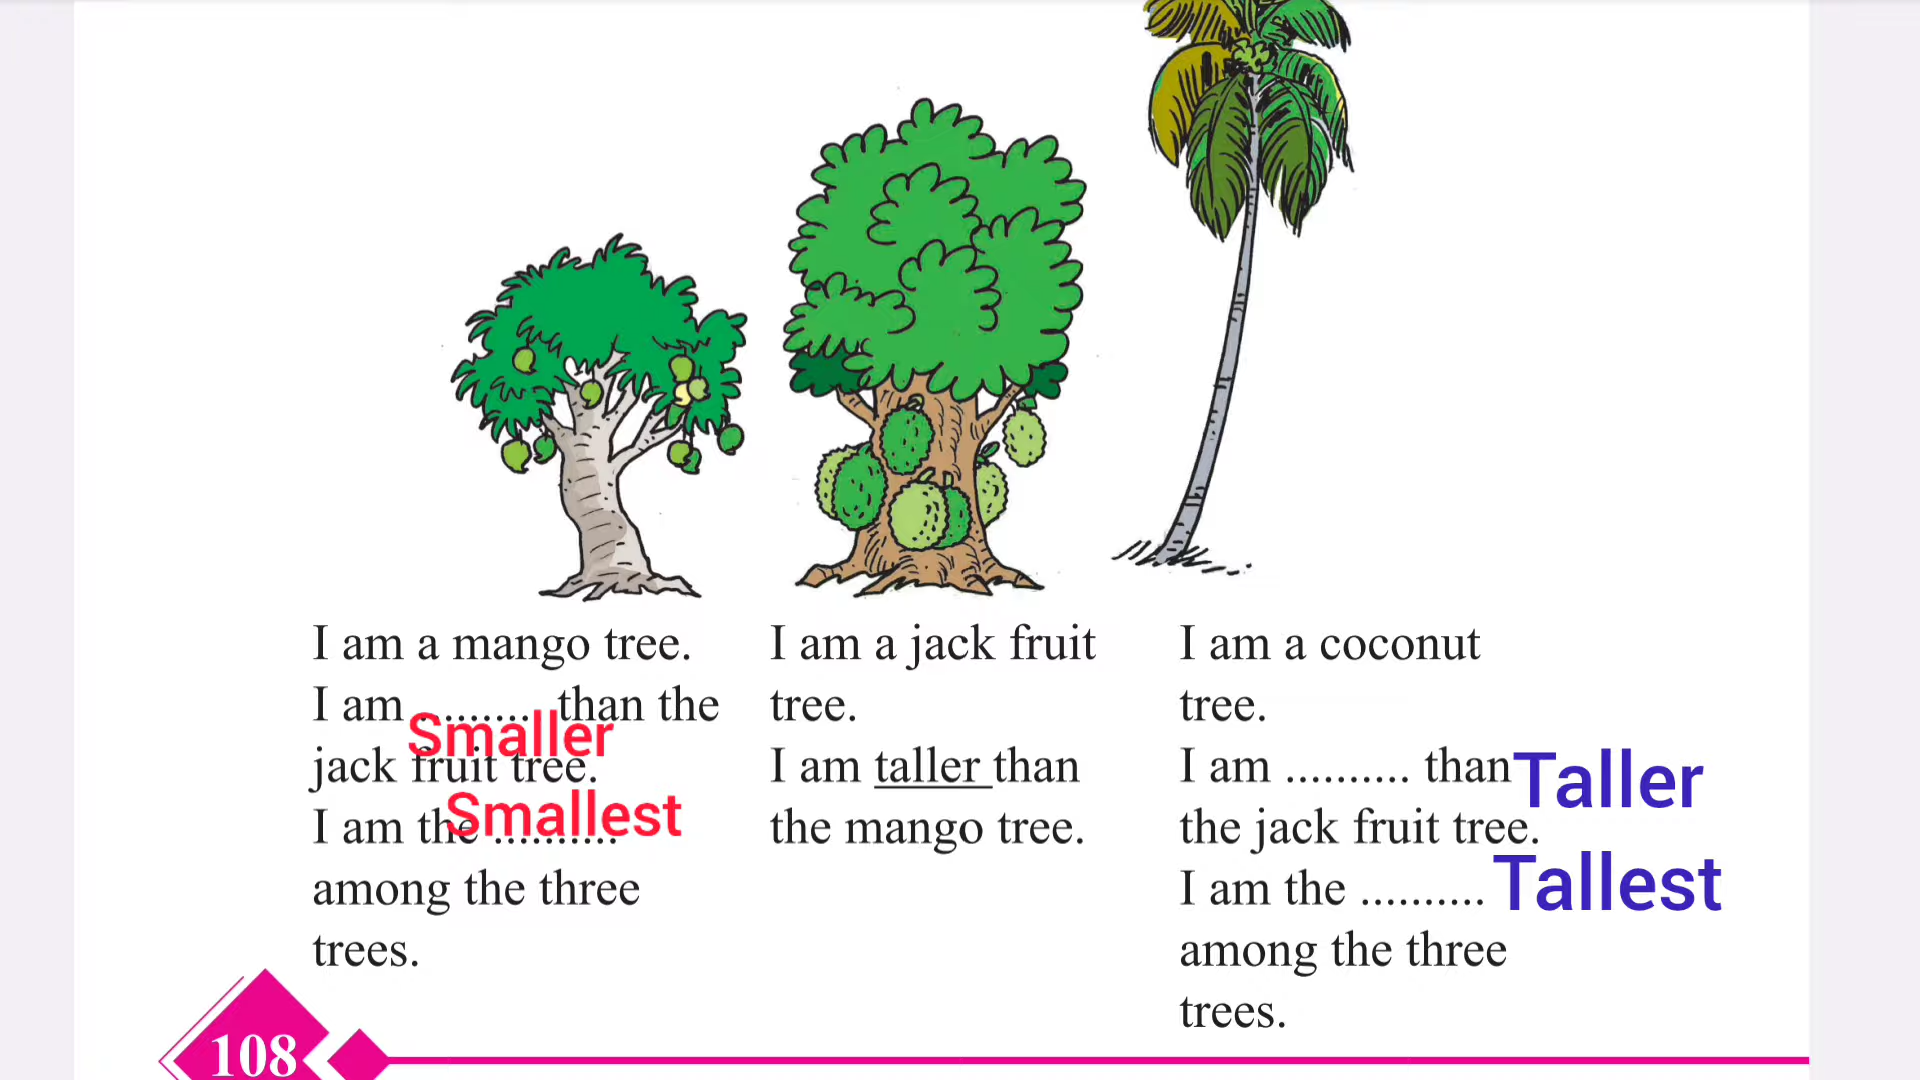 I am a mango tree.
I am ......... than the
Smaller
jack fruit tree.
I am the ..........
Smallest
among the three
trees.
I am a jack fruit
tree.
I am taller than
the mango tree.
I am a coconut
tree.
I am .......... than
Taller
the jack fruit tree.
I am the ..........
Tallest
among the three
trees.
108